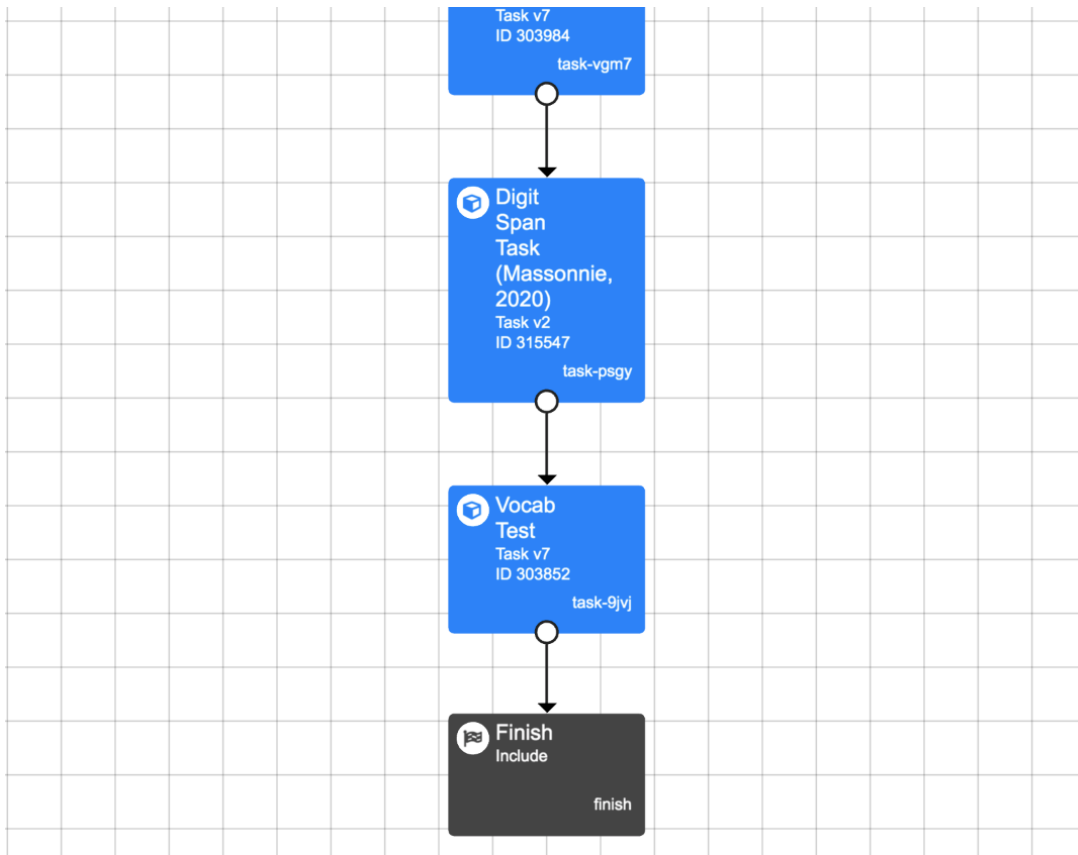 Task v7
ID 303984
task-vgm7
Digit
Span
Task
(Massonnie,
2020)
Task v2
ID 315547
task-psgy
Vocab
Test
Task v7
ID 303852
task-9jvj
Finish
Include
finish